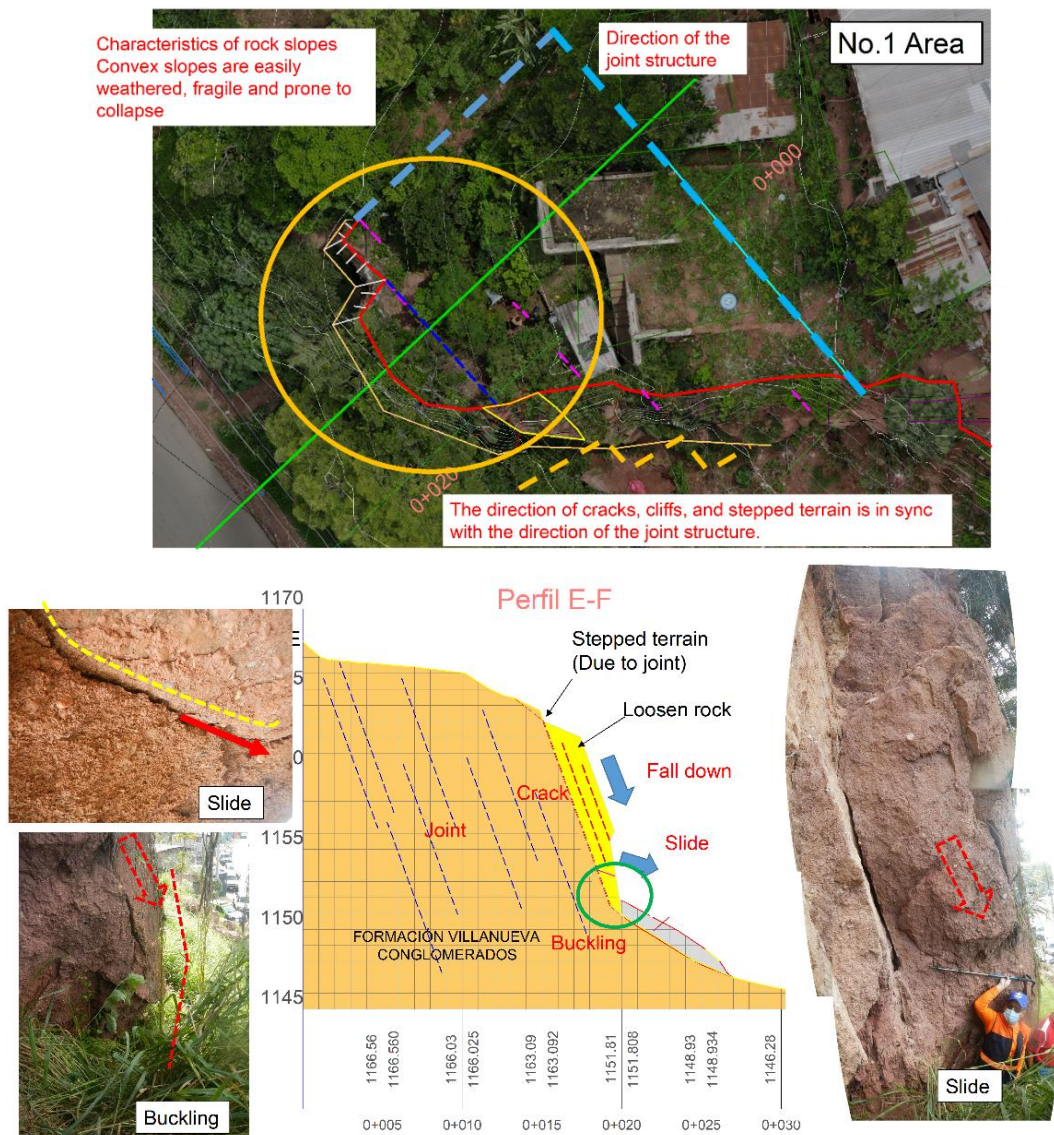 Characteristics of rock slopes
Convex slopes are easily
weathered, fragile and prone to
collapse
Direction of the
joint structure
No.1 Area
0+000
0+020
The direction of cracks, cliffs, and stepped terrain is in sync
with the direction of the joint structure.
Slide
Buckling
Perfil E-F
1170
E
5
0
1155
1150
1145
Stepped terrain
(Due to joint)
Loosen rock
Fall down
Crack
Joint
Slide
Buckling
FORMACIÓN VILLANUEVA
CONGLOMERADOS
1166.56
1166.560
1166.03
1166.025
1163.09
1163.092
1151.81
1151.808
1148.93
1148.934
1146.28
0+005
0+010
0+015
0+020
0+025
0+030
Slide